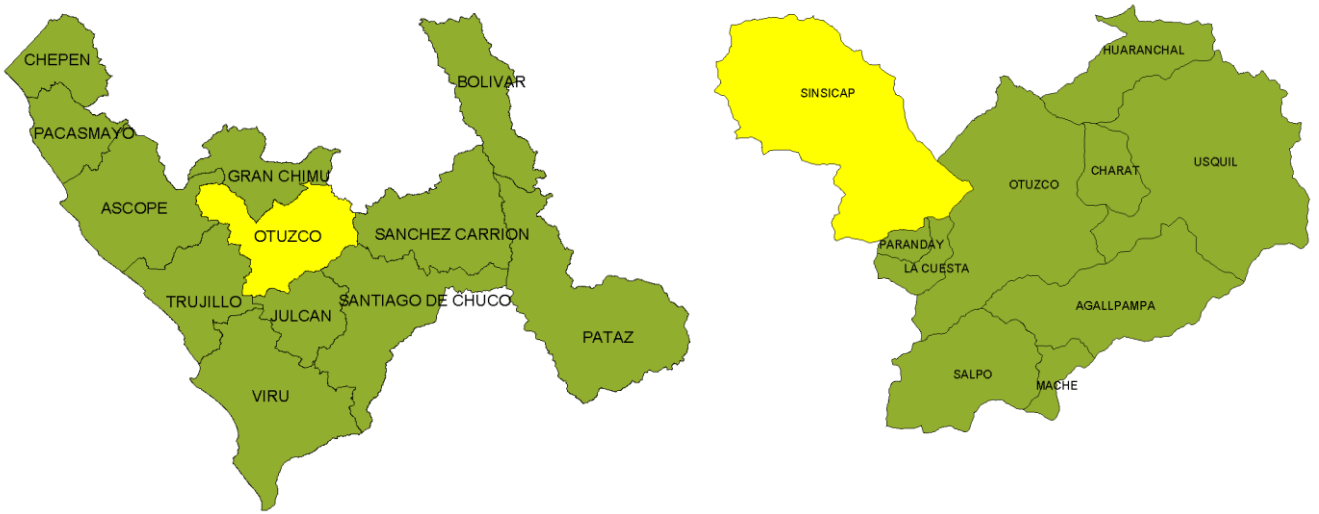 CHEPEN
BOLIVAR
PACASMAYO
GRAN CHIMU
ASCOPE
OTUZCO
SANCHEZ CARRION
TRUJILLO
SANTIAGO DE CHUCO
JULCAN
PATAZ
VIRU
HUARANCHAL
SINSICAP
USQUIL
CHARAT
OTUZCO
PARANDAY
LA CUESTA
AGALLPAMPA
SALPO
MACHE